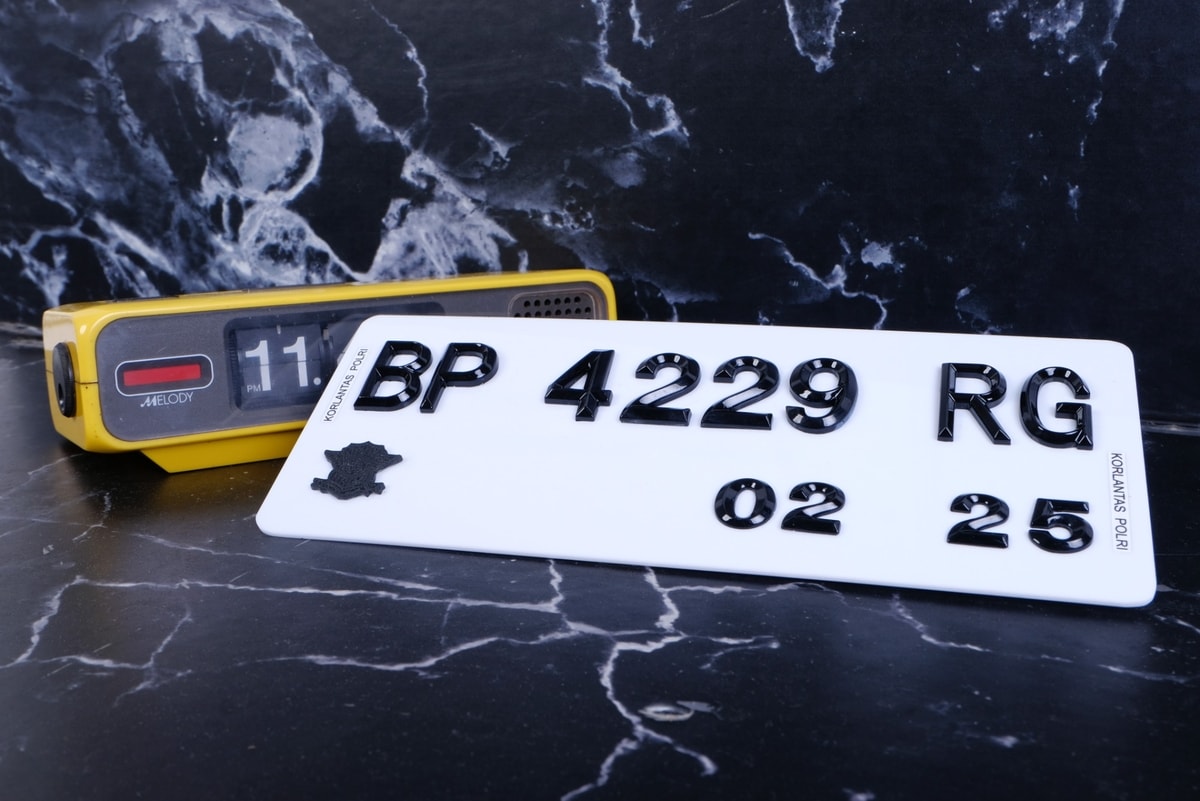 11.
PM
MELODY
KORLANTAS POLRI
BP 4229 RG
02 25
KORLANTAS POLRI